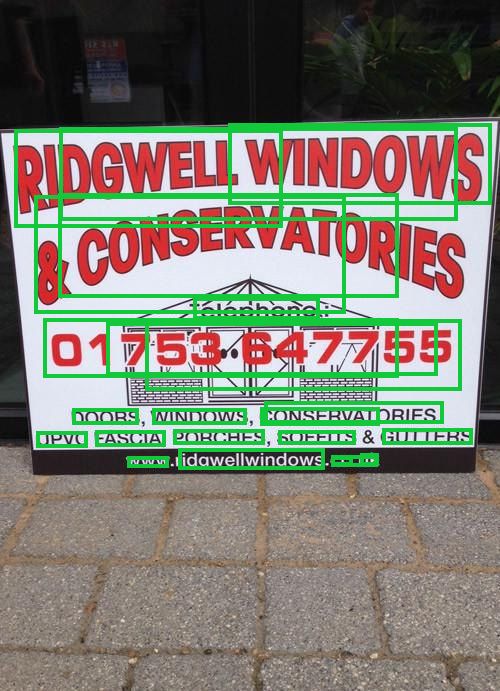 RIDGWELL WINDOWS
& CONSERVATORIES
Telephone:
01753 647755
DOORS, WINDOWS, CONSERVATORIES,
UPVC FASCIA PORCHES, SOFFITS & GUTTERS
www.ridgwellwindows.co.uk